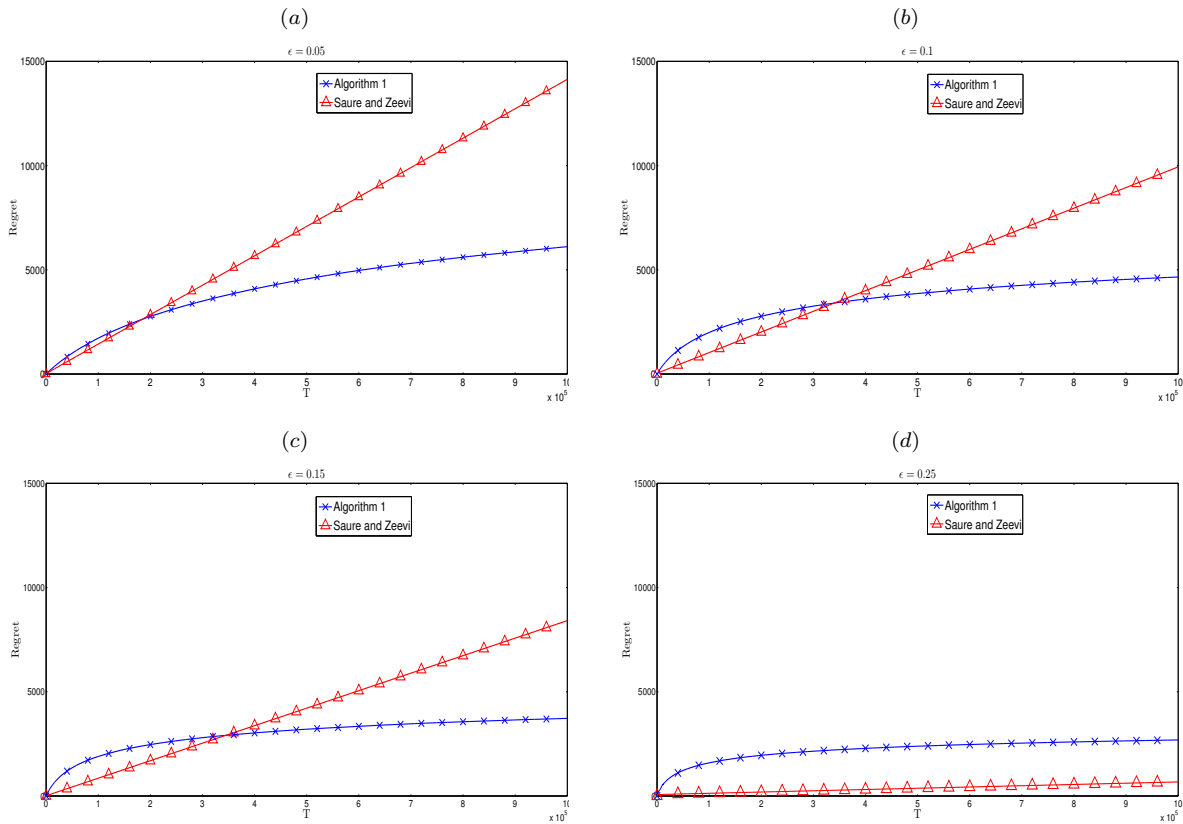 (a)
ϵ = 0.05
15000
10000
5000
0
Regret
Algorithm 1
Saure and Zeevi
0 1 2 3 4 5 6 7 8 9 10
T
x 10^5
(b)
ϵ = 0.1
15000
10000
5000
0
Regret
Algorithm 1
Saure and Zeevi
0 1 2 3 4 5 6 7 8 9 10
T
x 10^5
(c)
ϵ = 0.15
15000
10000
5000
0
Regret
Algorithm 1
Saure and Zeevi
0 1 2 3 4 5 6 7 8 9 10
T
x 10^5
(d)
ϵ = 0.25
15000
10000
5000
0
Regret
Algorithm 1
Saure and Zeevi
0 1 2 3 4 5 6 7 8 9 10
T
x 10^5